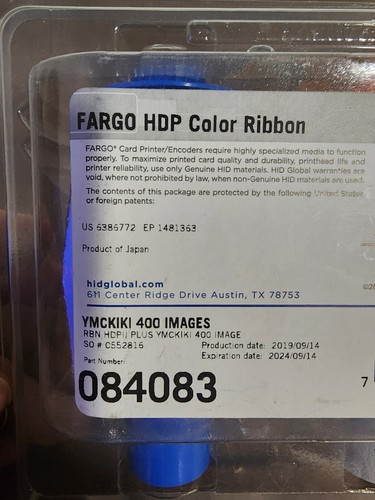 FARGO HDP Color Ribbon
FARGO® Card Printer/Encoders require highly specialized media to function
properly. To maximize printed card quality and durability, printhead life and
printer reliability, use only Genuine HID materials. HID Global warranties are
void, where not prohibited by law, when non-Genuine HID materials are used.
The contents of this package are protected by the following United States
or foreign patents:
US 6386772 EP 1481363
Product of Japan
hidglobal.com
611 Center Ridge Drive Austin, TX 78753
©20
YMCKIKI 400 IMAGES
RBN HDPII PLUS YMCKIKI 400 IMAGE
SO # C552816 Production date: 2019/09/14
Expiration date: 2024/09/14
Part Number:
084083
7